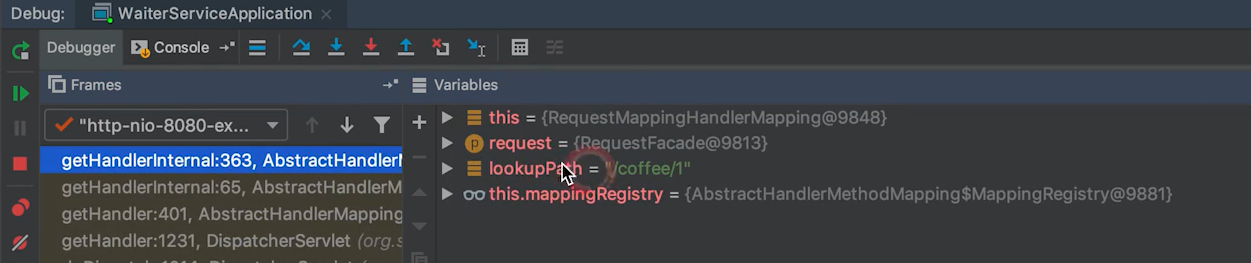 Debug: WaiterServiceApplication
Debugger Console
Frames Variables
"http-nio-8080-ex...
getHandlerInternal:363, AbstractHandlerM
getHandlerInternal:65, AbstractHandlerM
getHandler:401, AbstractHandlerMapping
getHandler:1231, DispatcherServlet (org.s
this = {RequestMappingHandlerMapping@9848}
p request = {RequestFacade@9813}
lookupPath = "/coffee/1"
this.mappingRegistry = {AbstractHandlerMethodMapping$MappingRegistry@9881}